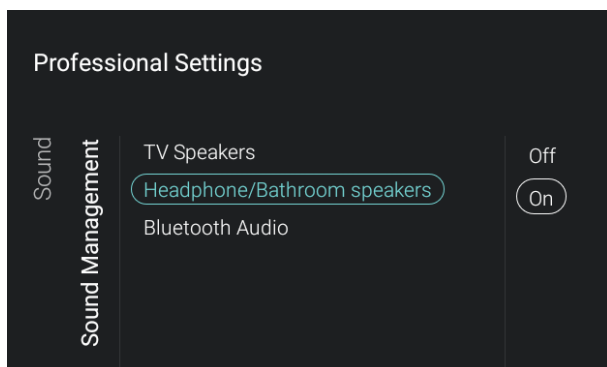 Professional Settings
Sound
Sound Management
TV Speakers
Headphone/Bathroom speakers
Bluetooth Audio
Off
On